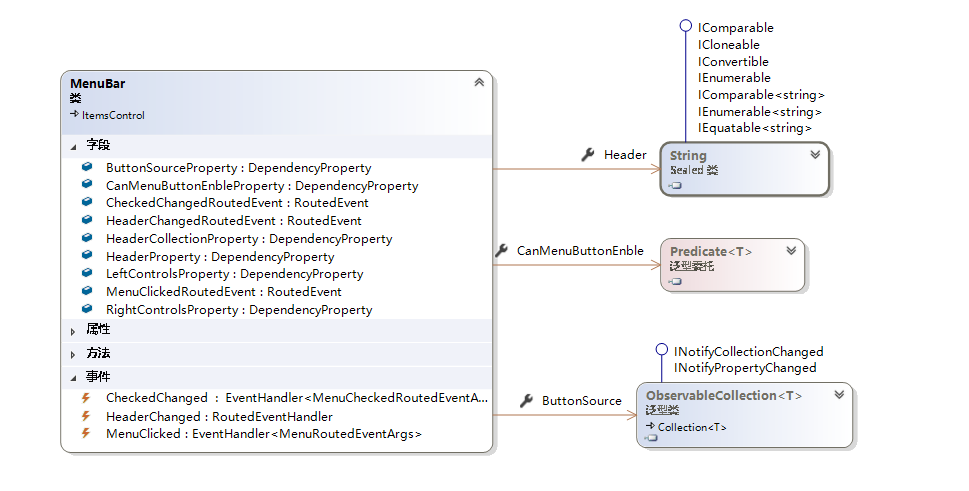 MenuBar
类
ItemsControl
字段
ButtonSourceProperty : DependencyProperty
CanMenuButtonEnbleProperty : DependencyProperty
CheckedChangedRoutedEvent : RoutedEvent
HeaderChangedRoutedEvent : RoutedEvent
HeaderCollectionProperty : DependencyProperty
HeaderProperty : DependencyProperty
LeftControlsProperty : DependencyProperty
MenuClickedRoutedEvent : RoutedEvent
RightControlsProperty : DependencyProperty
属性
方法
事件
CheckedChanged : EventHandler<MenuCheckedRoutedEventA...
HeaderChanged : RoutedEventHandler
MenuClicked : EventHandler<MenuRoutedEventArgs>
Header
CanMenuButtonEnble
ButtonSource
IComparable
ICloneable
IConvertible
IEnumerable
IComparable<string>
IEnumerable<string>
IEquatable<string>
String
Sealed 类
Predicate<T>
泛型委托
INotifyCollectionChanged
INotifyPropertyChanged
ObservableCollection<T>
泛型类
Collection<T>